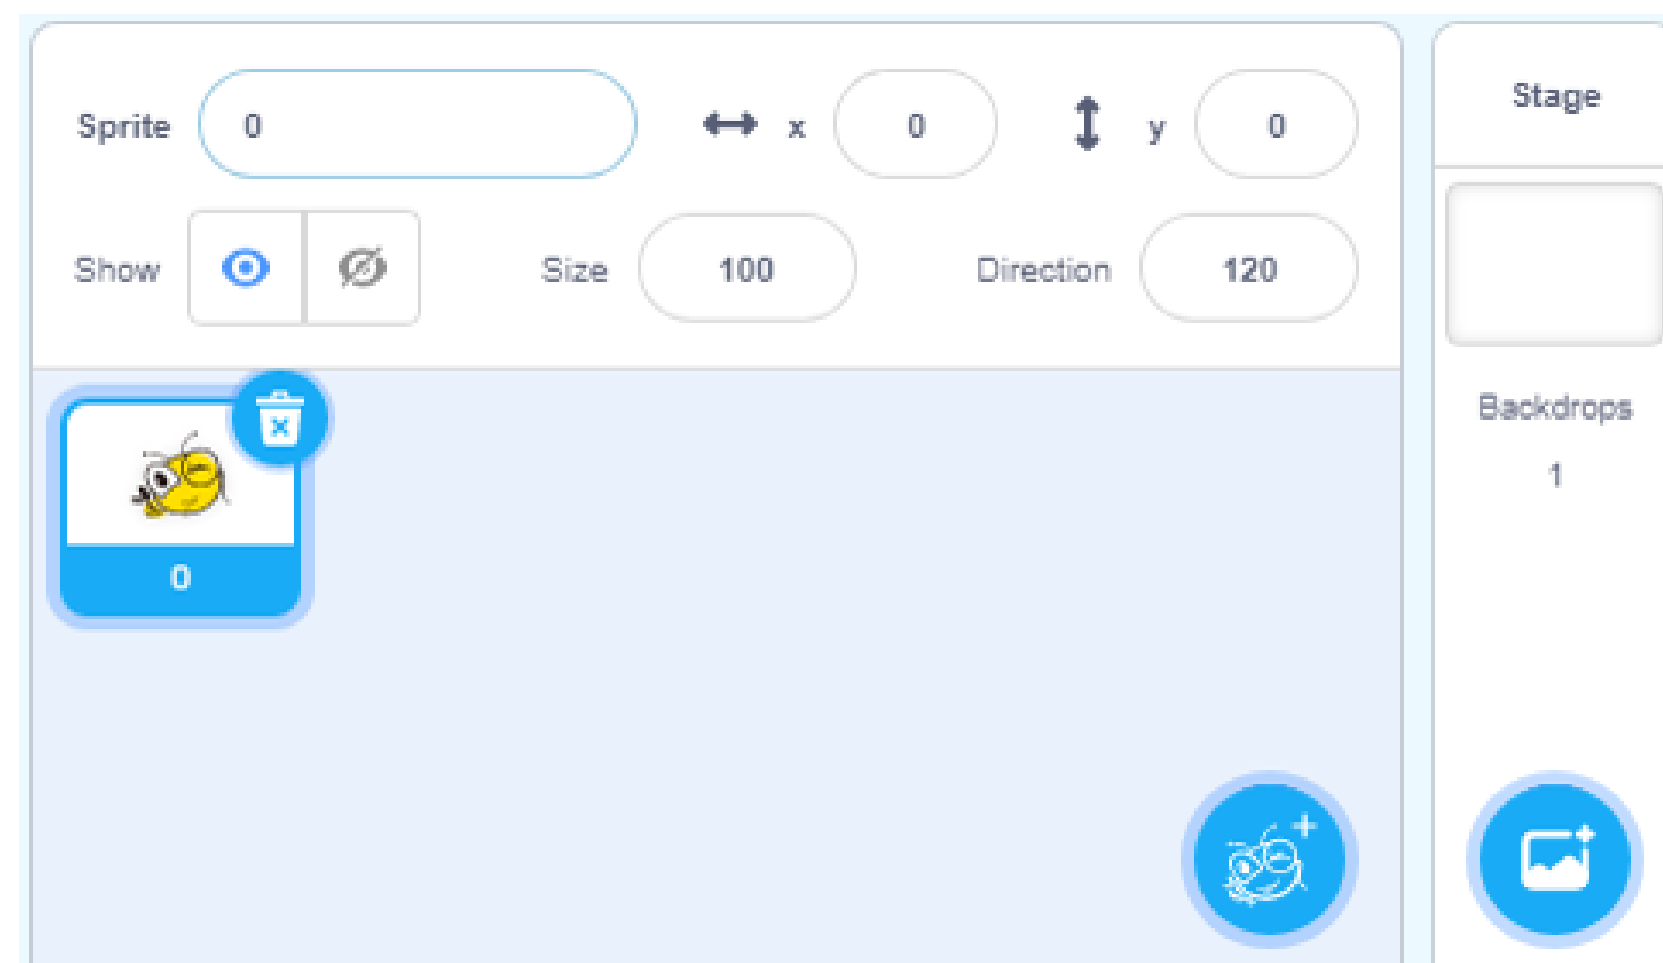 Sprite 0 x 0 y 0
Show Size 100 Direction 120
0
Stage
Backdrops
1